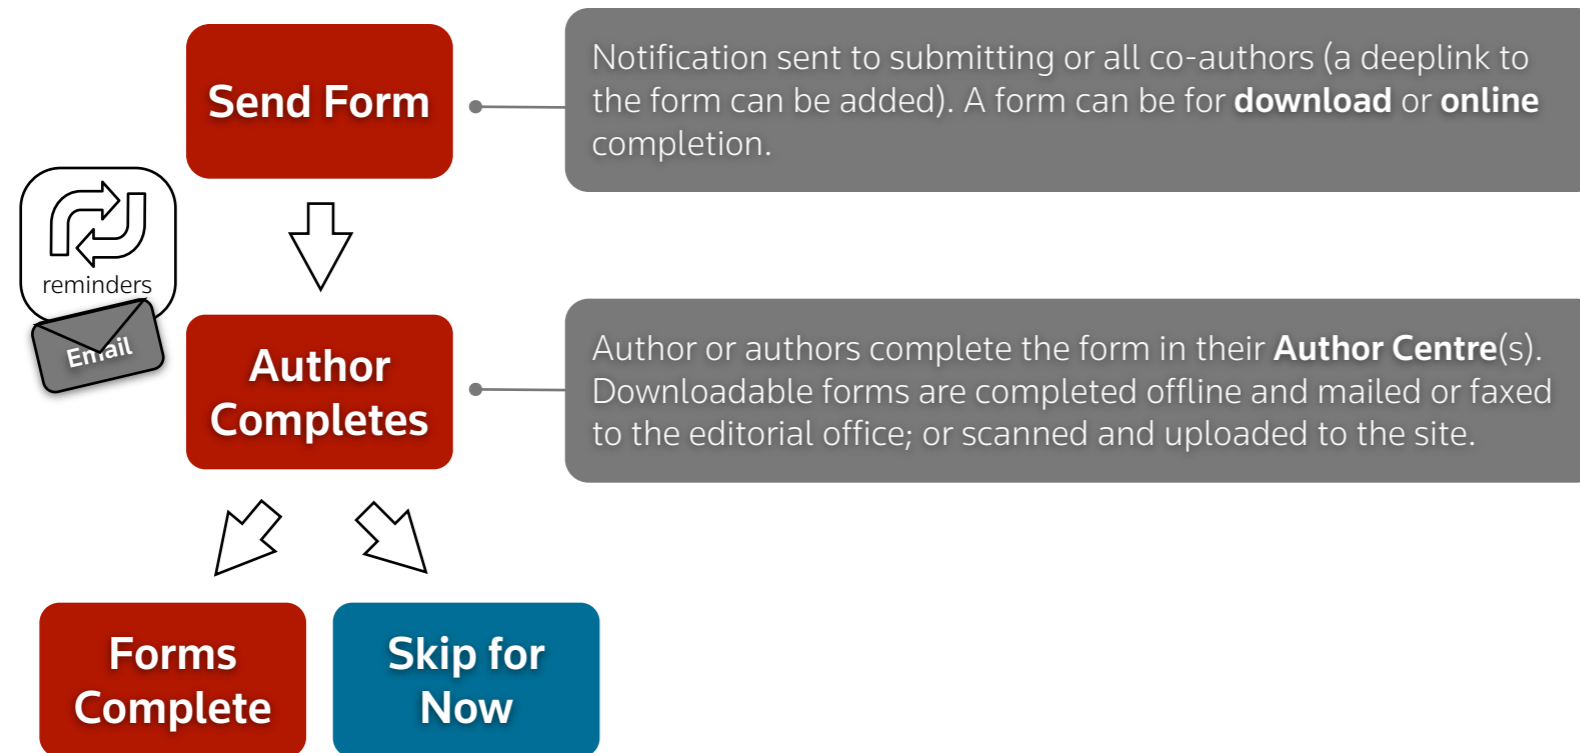 Send Form
Notification sent to submitting or all co-authors (a deeplink to
the form can be added). A form can be for download or online
completion.
reminders
Email
Author
Completes
Author or authors complete the form in their Author Centre(s).
Downloadable forms are completed offline and mailed or faxed
to the editorial office; or scanned and uploaded to the site.
Forms
Complete
Skip for
Now